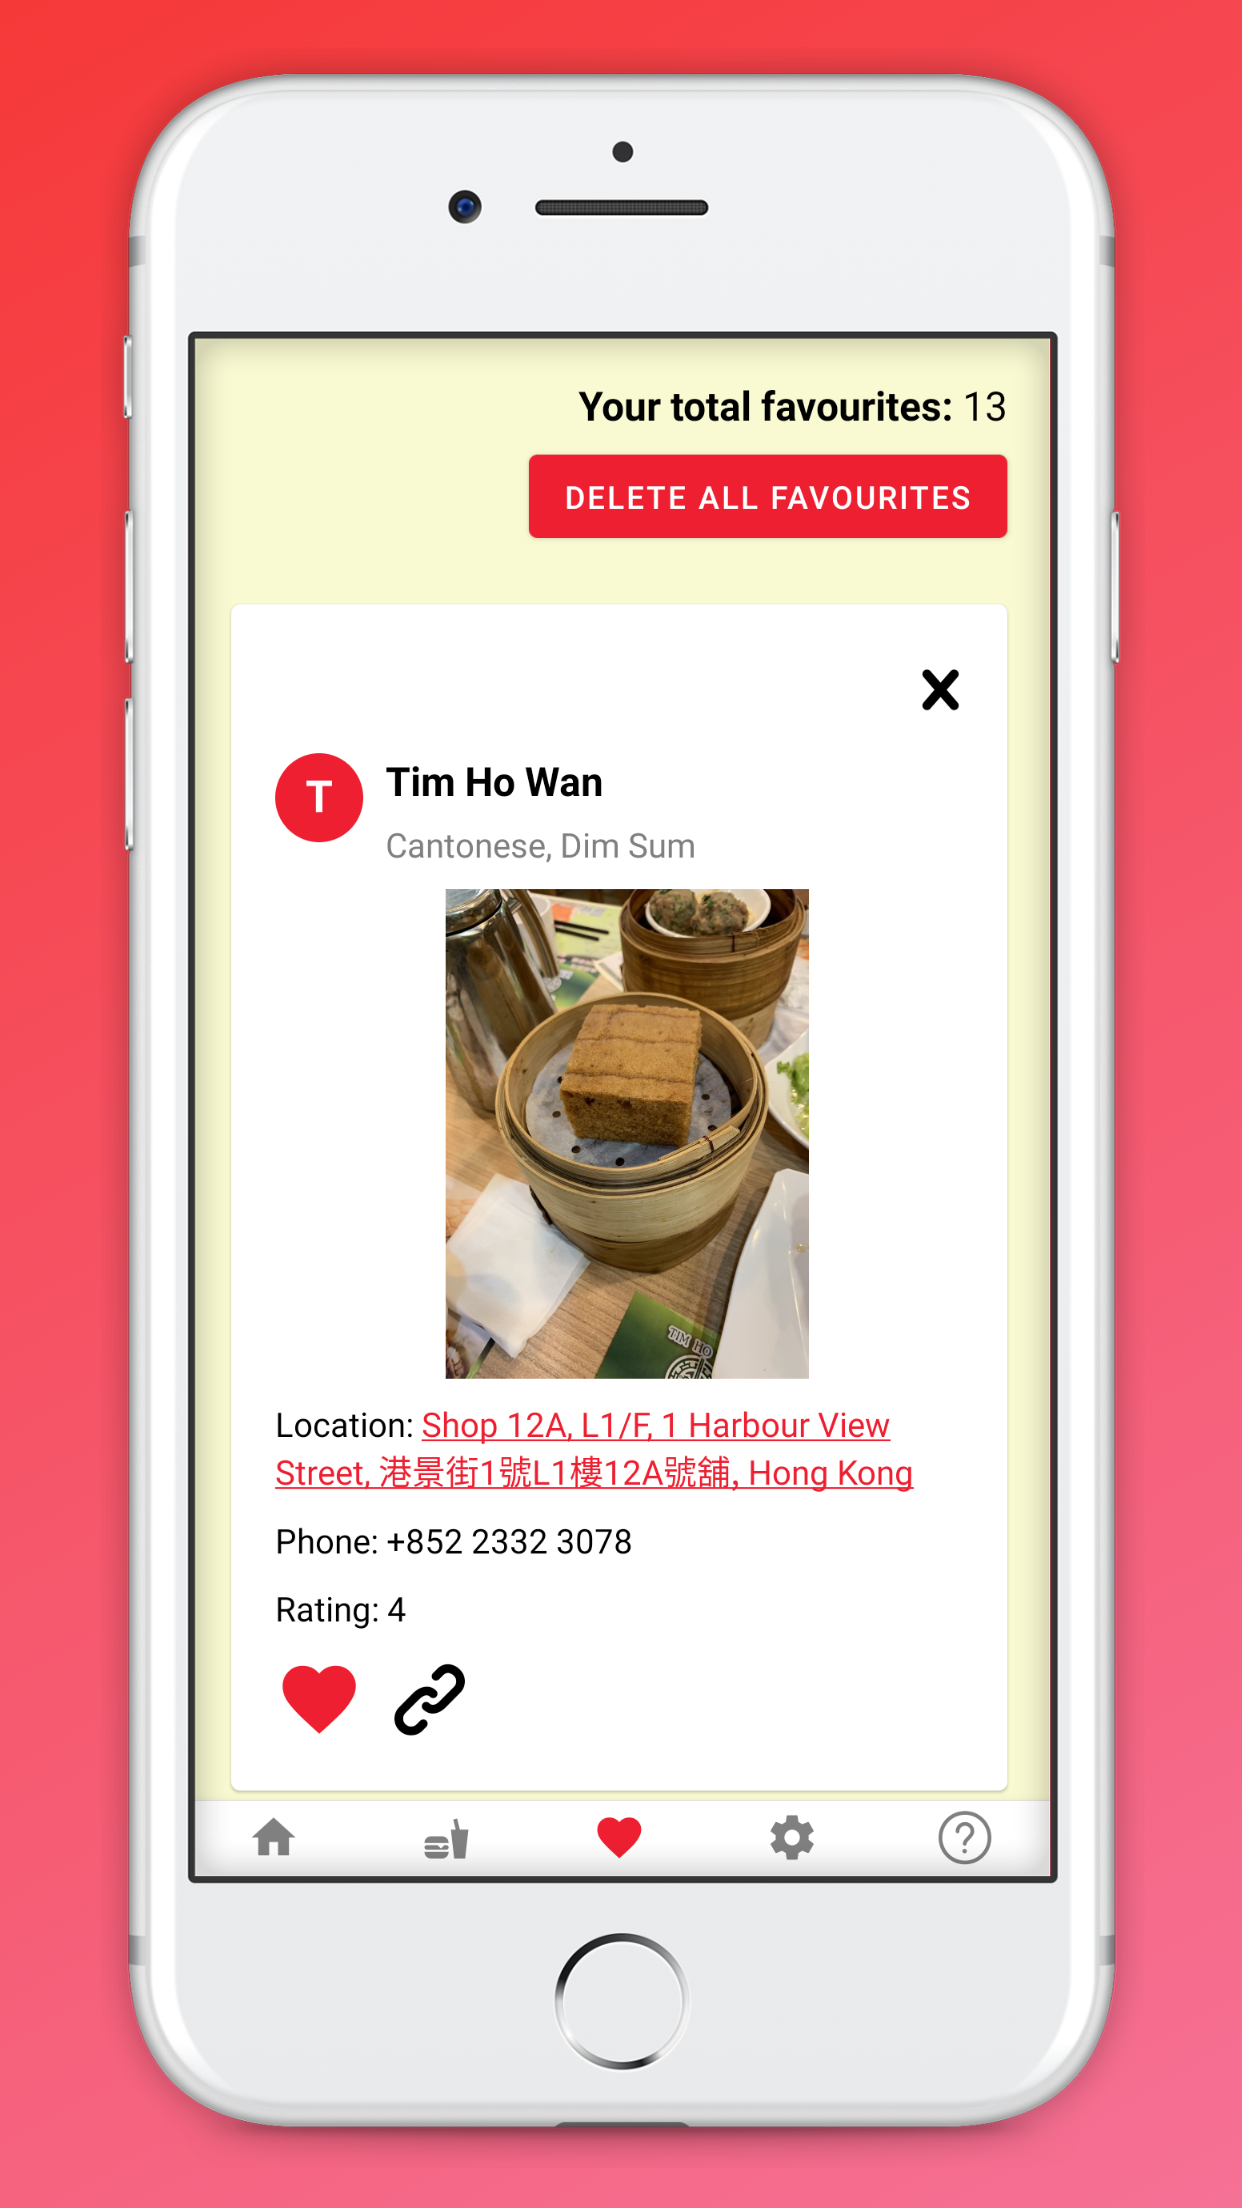 Your total favourites: 13
DELETE ALL FAVOURITES
T
Tim Ho Wan
Cantonese, Dim Sum
TIM HO
Location: Shop 12A, L1/F, 1 Harbour View
Street, 港景街1號L1樓12A號舖, Hong Kong
Phone: +852 2332 3078
Rating: 4